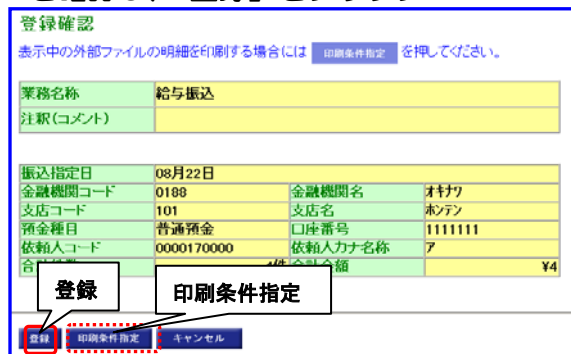 登録確認
表示中の外部ファイルの明細を印刷する場合には 印刷条件指定 を押してください。
業務名称 給与振込
注釈(コメント)
振込指定日 08月22日
金融機関コード 0188 金融機関名 オキナワ
支店コード 101 支店名 ホンテン
預金種目 普通預金 口座番号 1111111
依頼人コード 0000170000 依頼人カナ名称 ア
¥4
登録
印刷条件指定
登録 印刷条件指定 キャンセル